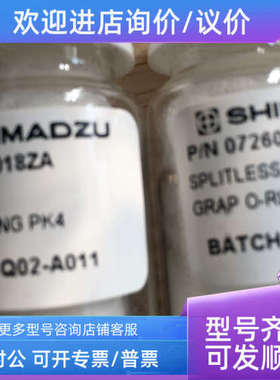 欢迎进店询价/议价
MADZU
018ZA
NG PK4
Q02-A011
SHI
P/N 07260
SPLITLESS
GRAP O-R
BATCH
更多型号咨询店铺客服
对公 可开专票/普票
型号齐
可发顺